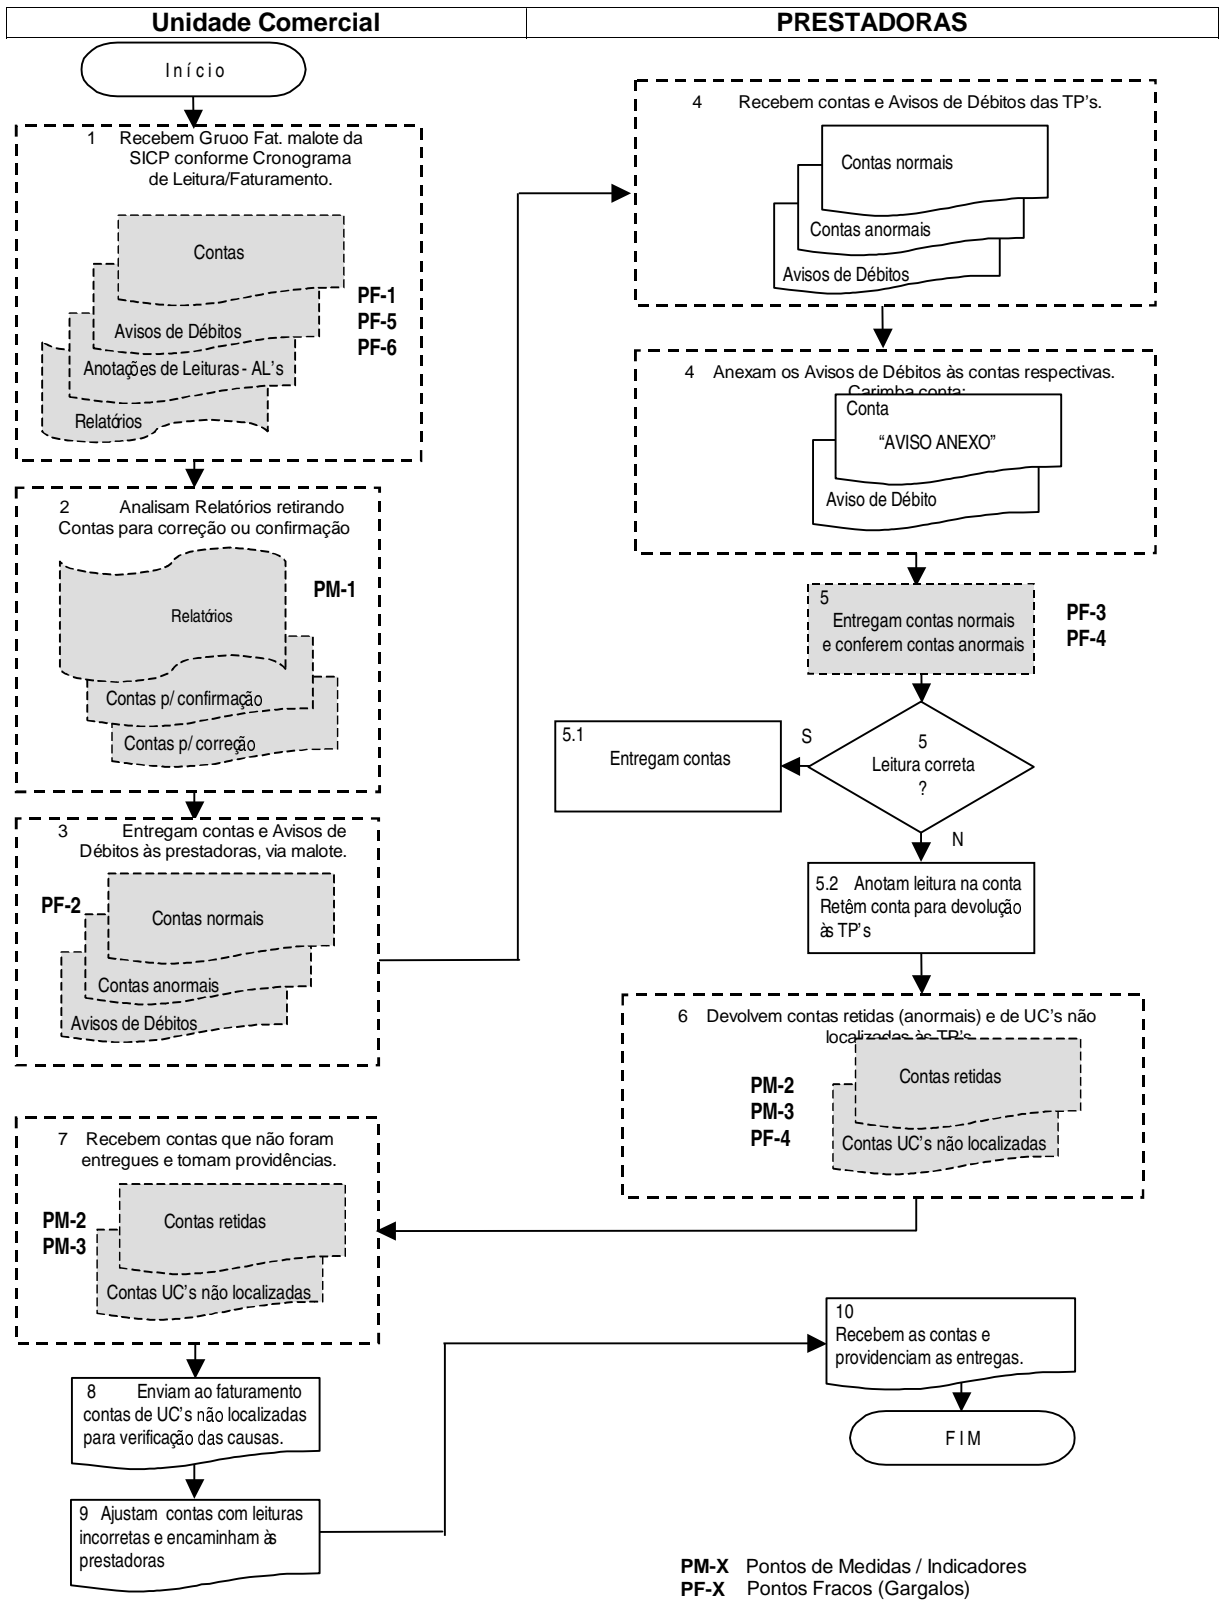 Unidade Comercial
PRESTADORAS
Início
1 Recebem Gruoo Fat. malote da
SICP conforme Cronograma
de Leitura/Faturamento.
Contas
Avisos de Débitos
Anotações de Leituras - AL's
Relatórios
PF-1
PF-5
PF-6
2 Analisam Relatórios retirando
Contas para correção ou confirmação
Relatórios
Contas p/ confirmação
Contas p/ correção
PM-1
3 Entregam contas e Avisos de
Débitos às prestadoras, via malote.
PF-2
Contas normais
Contas anormais
Avisos de Débitos
4 Recebem contas e Avisos de Débitos das TP's.
Contas normais
Contas anormais
Avisos de Débitos
4 Anexam os Avisos de Débitos às contas respectivas.
Carimba conta:
Conta
“AVISO ANEXO”
Aviso de Débito
5
Entregam contas normais
e conferem contas anormais
PF-3
PF-4
5
Leitura correta
?
S
N
5.1
Entregam contas
5.2 Anotam leitura na conta
Retêm conta para devolução
às TP's
6 Devolvem contas retidas (anormais) e de UC's não
localizadas às TP's
Contas retidas
Contas UC's não localizadas
PM-2
PM-3
PF-4
7 Recebem contas que não foram
entregues e tomam providências.
PM-2
PM-3
Contas retidas
Contas UC's não localizadas
8 Enviam ao faturamento
contas de UC's não localizadas
para verificação das causas.
9 Ajustam contas com leituras
incorretas e encaminham às
prestadoras
10
Recebem as contas e
providenciam as entregas.
FIM
PM-X Pontos de Medidas / Indicadores
PF-X Pontos Fracos (Gargalos)